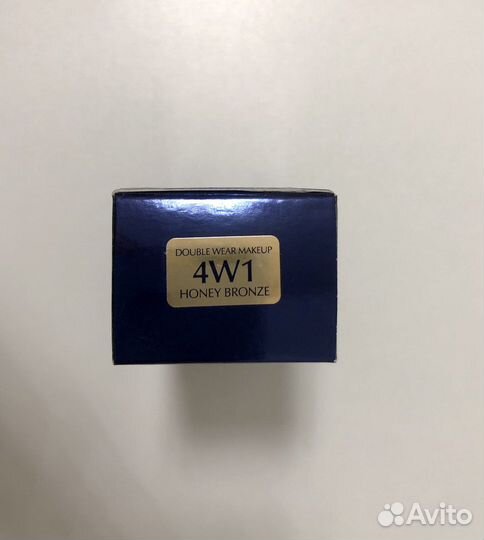 DOUBLE WEAR MAKEUP
4W1
HONEY BRONZE
Avito